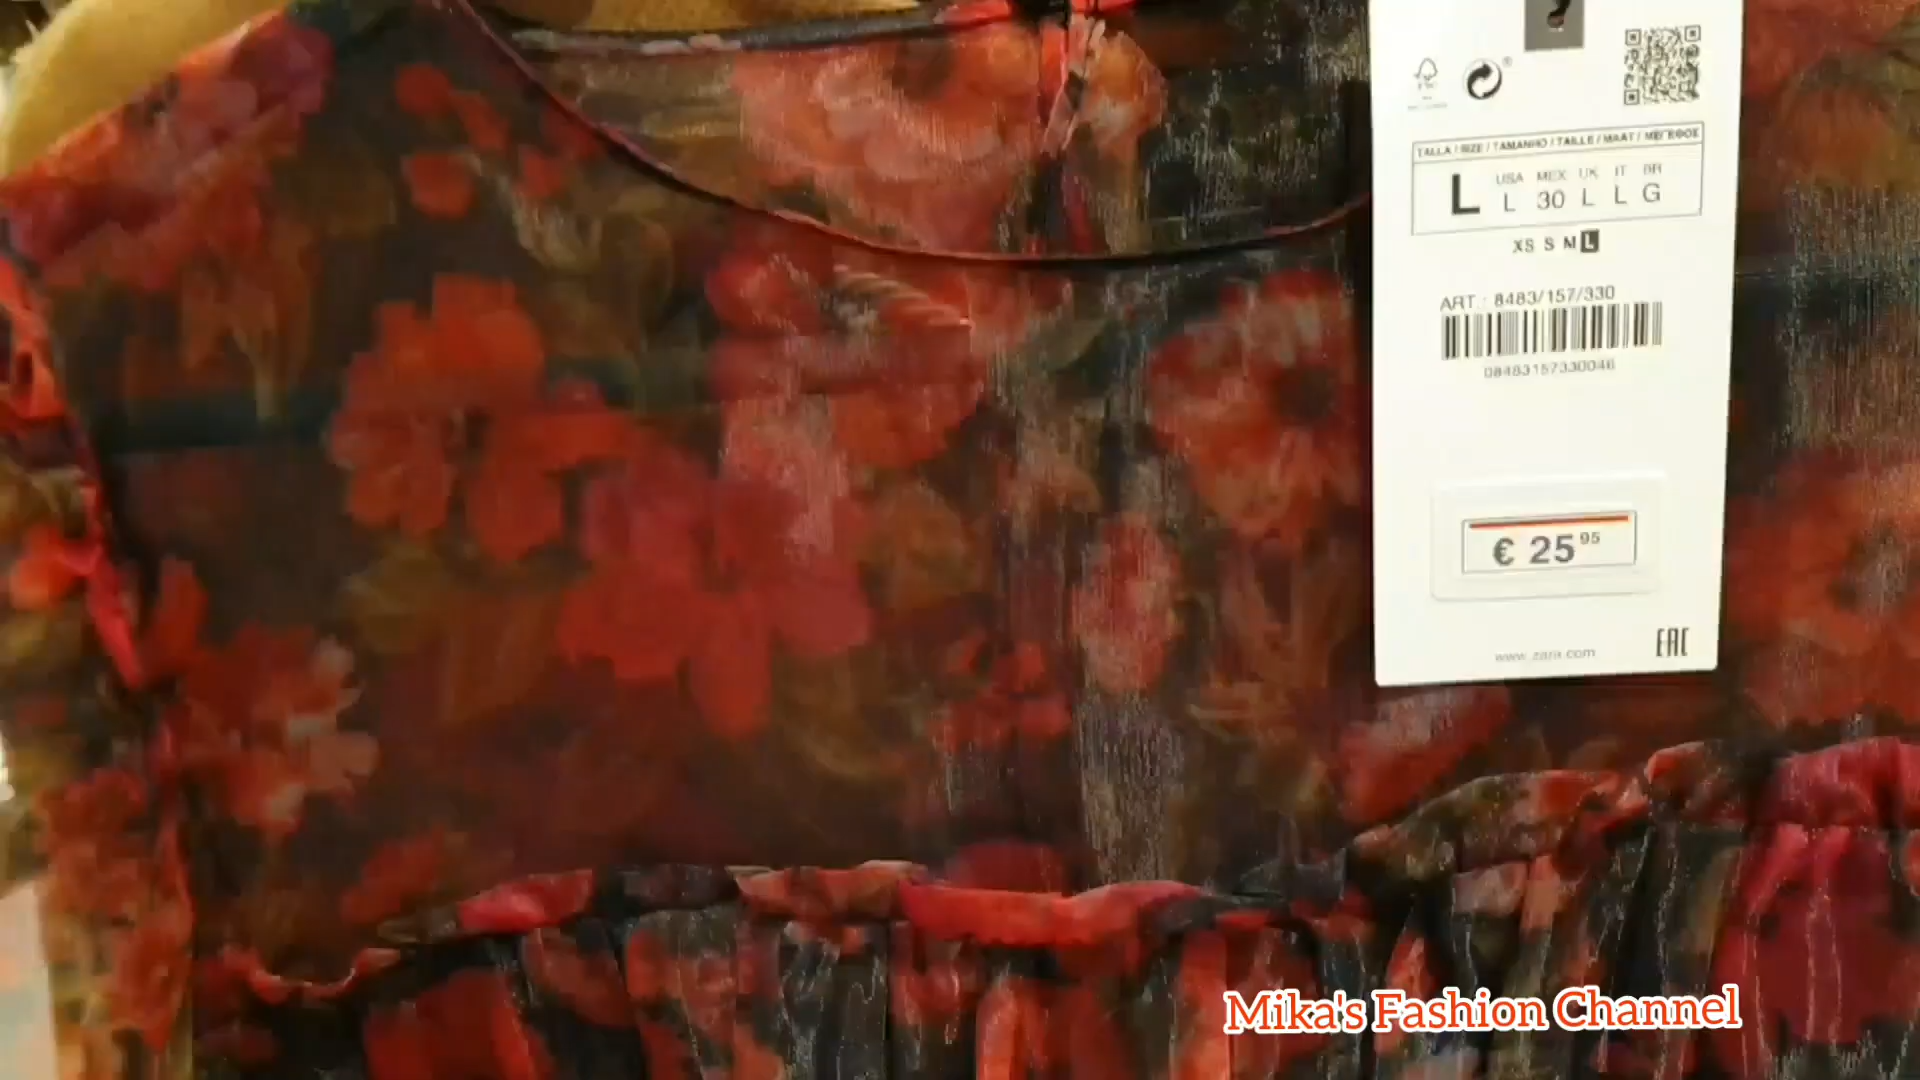 TALLA / SIZE / TAMANHO / TAILLE / MAAT / ΜΕΓΕΘΟΣ
USA MEX UK IT BR
L L 30 L L G
XS S M L
ART.: 8483/157/330
08483157330046
€ 25 95
www.zara.com
EAC
Mika's Fashion Channel